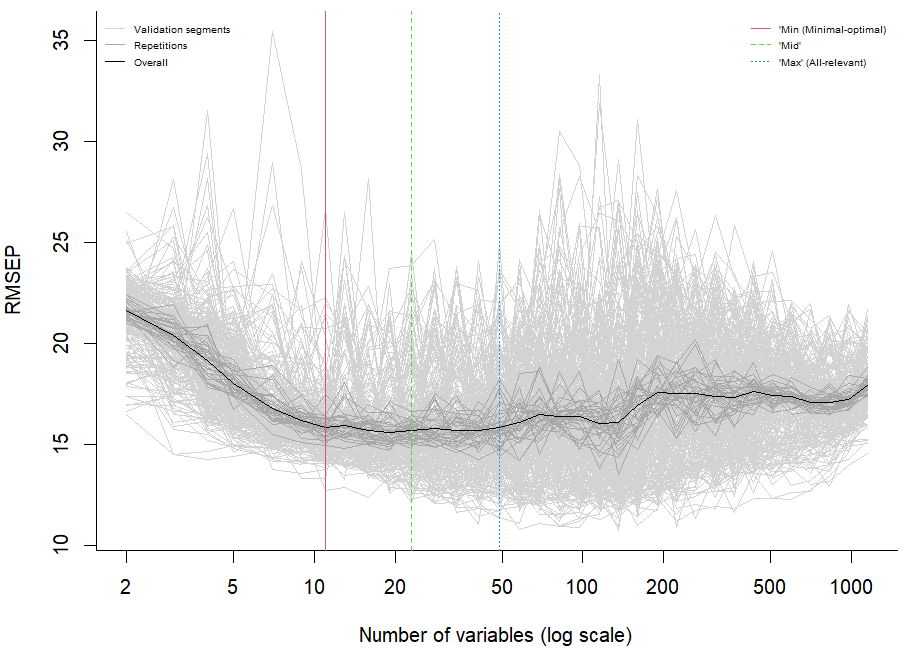 Validation segments
Repetitions
Overall
'Min (Minimal-optimal)
'Mid'
'Max' (All-relevant)
RMSEP
35
30
25
20
15
10
2 5 10 20 50 100 200 500 1000
Number of variables (log scale)